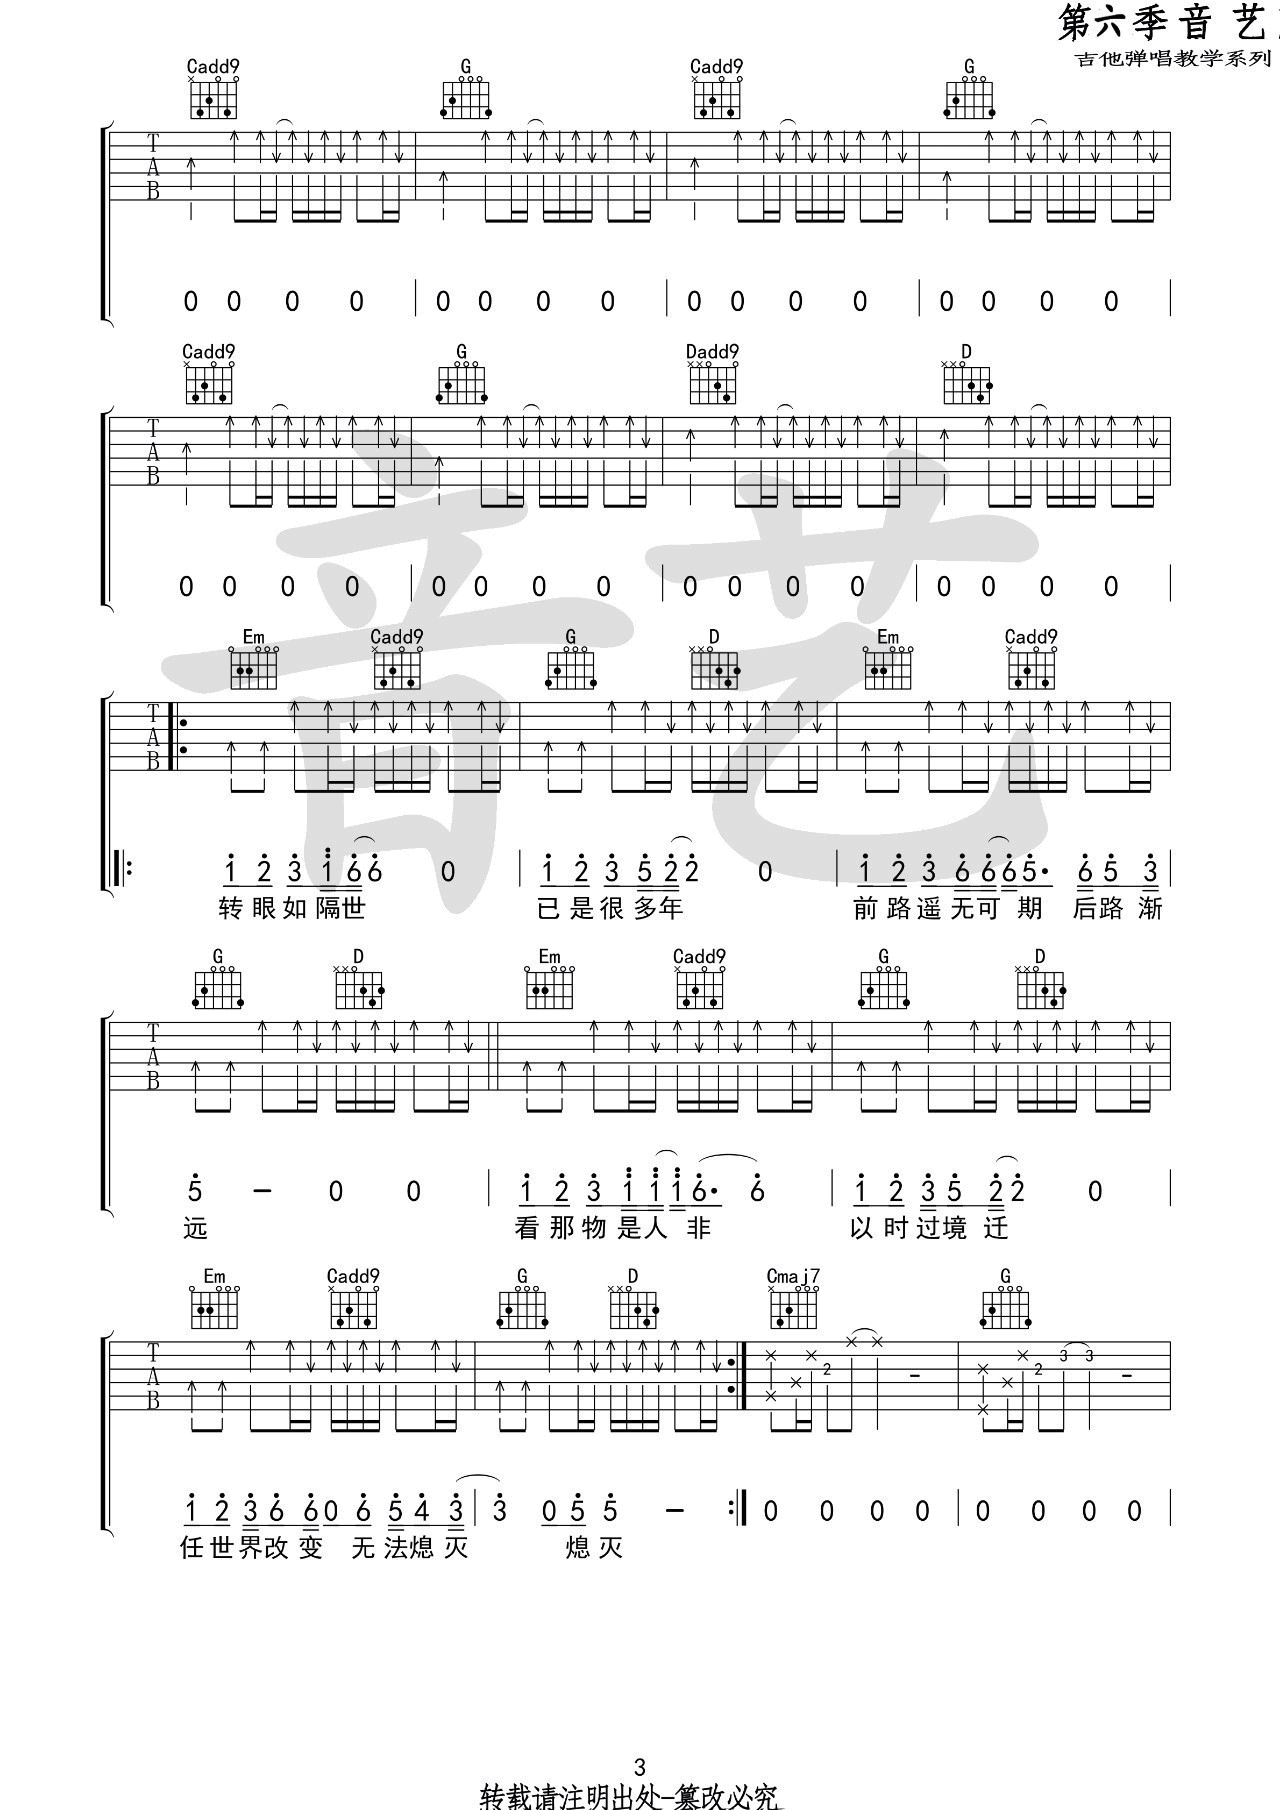 第六季音艺
吉他弹唱教学系列
Cadd9 G Cadd9 G
TAB
0 0 0 0 0 0 0 0 0 0 0 0 0 0 0 0
Cadd9 G Dadd9 D
TAB
0 0 0 0 0 0 0 0 0 0 0 0 0 0 0 0
音艺
Em Cadd9 G D Em Cadd9
TAB
1 2 3 1 6 6 0 1 2 3 5 2 2 0 1 2 3 6 6 6 5· 6 5 3
转眼如隔世 已是很多年 前路遥无可期 后路渐
G D Em Cadd9 G D
TAB
5 - 0 0 1 2 3 1 1 1 6· 6 1 2 3 5 2 2 0
远 看那物是人非 以时过境迁
Em Cadd9 G D Cmaj7 G
TAB
2 - 2 3 3 -
1 2 3 6 6 0 6 5 4 3 3 0 5 5 - 0 0 0 0 0 0 0 0
任世界改变 无法熄灭 熄灭
3
转载请注明出处-篡改必究